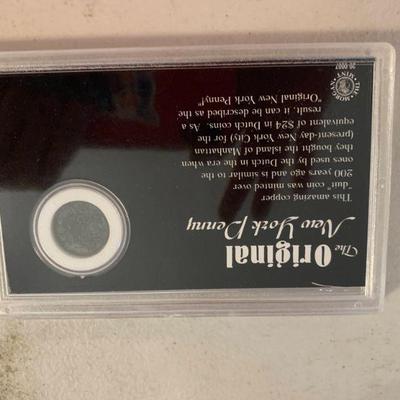 The
Original
New York Penny
This amazing copper
"duit" coin was minted over
200 years ago and is similar to the
ones used by the Dutch in the era when
they bought the island of Manhattan
(present-day New York City) for the
equivalent of $24 in Dutch coins. As a
result, it can be described as the
"Original New York Penny"
THE MORGAN MINT